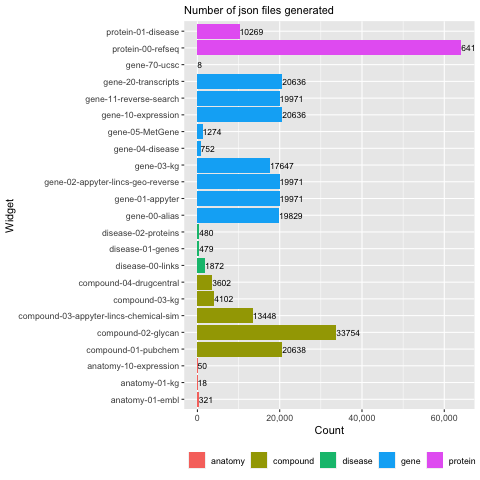 Number of json files generated
protein-01-disease 10269
protein-00-refseq 641
gene-70-ucsc 8
gene-20-transcripts 20636
gene-11-reverse-search 19971
gene-10-expression 20636
gene-05-MetGene 1274
gene-04-disease 752
gene-03-kg 17647
gene-02-appyter-lincs-geo-reverse 19971
gene-01-appyter 19971
gene-00-alias 19829
disease-02-proteins 480
disease-01-genes 479
disease-00-links 1872
compound-04-drugcentral 3602
compound-03-kg 4102
compound-03-appyter-lincs-chemical-sim 13448
compound-02-glycan 33754
compound-01-pubchem 20638
anatomy-10-expression 50
anatomy-01-kg 18
anatomy-01-embl 321
Widget
0 20,000 40,000 60,000
Count
anatomy compound disease gene protein